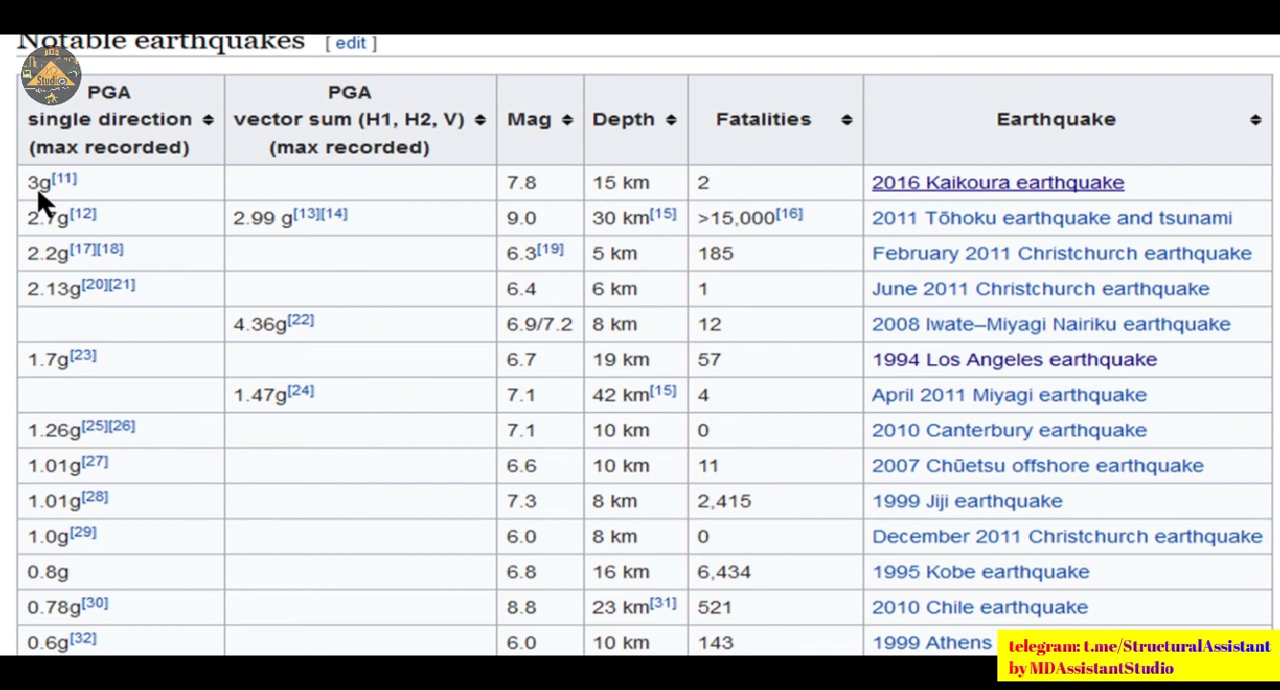 Notable earthquakes [ edit ]
PGA single direction (max recorded) PGA vector sum (H1, H2, V) (max recorded) Mag Depth Fatalities Earthquake
3g[11] 7.8 15 km 2 2016 Kaikoura earthquake
2.7g[12] 2.99 g[13][14] 9.0 30 km[15] >15,000[16] 2011 Tōhoku earthquake and tsunami
2.2g[17][18] 6.3[19] 5 km 185 February 2011 Christchurch earthquake
2.13g[20][21] 6.4 6 km 1 June 2011 Christchurch earthquake
4.36g[22] 6.9/7.2 8 km 12 2008 Iwate–Miyagi Nairiku earthquake
1.7g[23] 6.7 19 km 57 1994 Los Angeles earthquake
1.47g[24] 7.1 42 km[15] 4 April 2011 Miyagi earthquake
1.26g[25][26] 7.1 10 km 0 2010 Canterbury earthquake
1.01g[27] 6.6 10 km 11 2007 Chūetsu offshore earthquake
1.01g[28] 7.3 8 km 2,415 1999 Jiji earthquake
1.0g[29] 6.0 8 km 0 December 2011 Christchurch earthquake
0.8g 6.8 16 km 6,434 1995 Kobe earthquake
0.78g[30] 8.8 23 km[31] 521 2010 Chile earthquake
0.6g[32] 6.0 10 km 143 1999 Athens
telegram: t.me/StructuralAssistant
by MDAssistantStudio
Studio